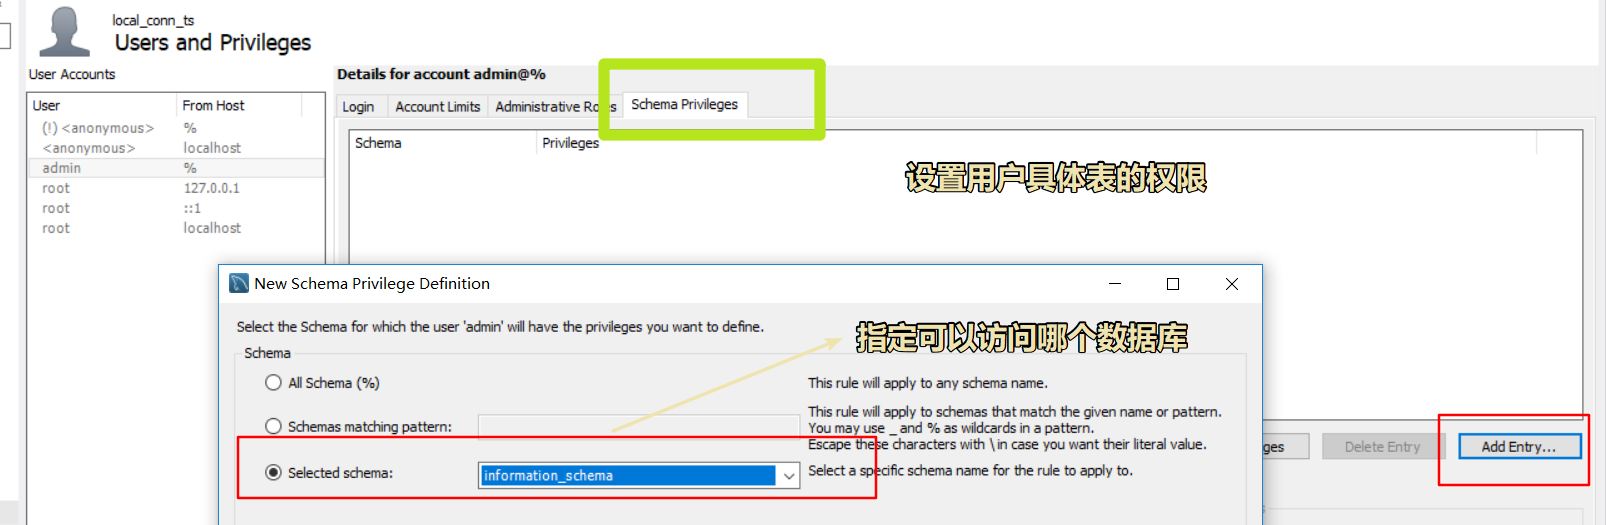 local_conn_ts
Users and Privileges
User Accounts
User From Host
(!) <anonymous> %
<anonymous> localhost
admin %
root 127.0.0.1
root ::1
root localhost
Details for account admin@%
Login Account Limits Administrative Roles Schema Privileges
Schema Privileges
设置用户具体表的权限
New Schema Privilege Definition
Select the Schema for which the user 'admin' will have the privileges you want to define.
指定可以访问哪个数据库
Schema
All Schema (%) This rule will apply to any schema name.
Schemas matching pattern: This rule will apply to schemas that match the given name or pattern.
You may use _ and % as wildcards in a pattern.
Escape these characters with \ in case you want their literal value.
Selected schema: information_schema Select a specific schema name for the rule to apply to.
ges Delete Entry Add Entry...